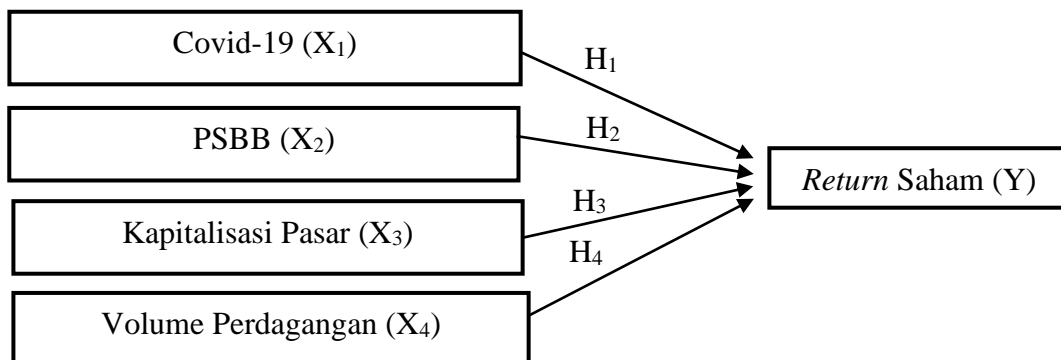 Covid-19 (X₁)
H₁
PSBB (X₂)
H₂
Return Saham (Y)
Kapitalisasi Pasar (X₃)
H₃
H₄
Volume Perdagangan (X₄)